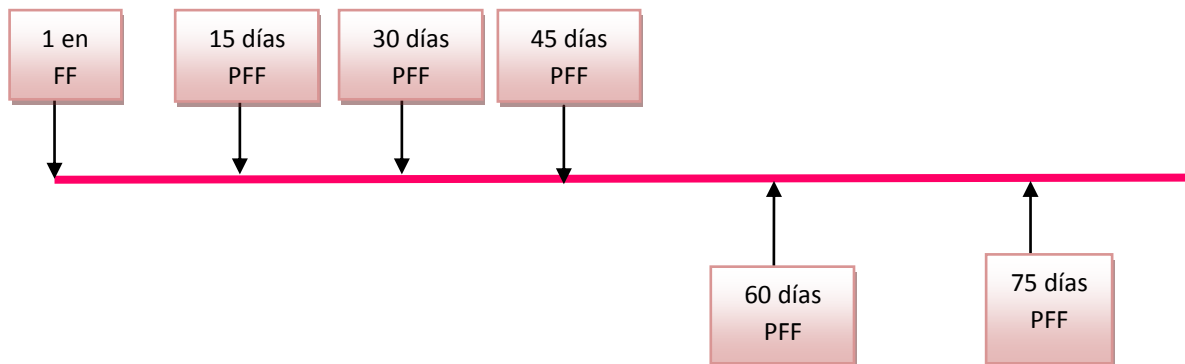 1 en
FF
15 días
PFF
30 días
PFF
45 días
PFF
60 días
PFF
75 días
PFF